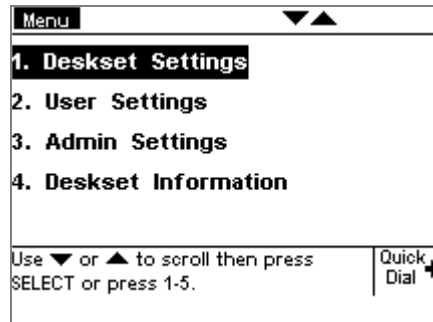 Menu ▼▲
1. Deskset Settings
2. User Settings
3. Admin Settings
4. Deskset Information
Use ▼ or ▲ to scroll then press
SELECT or press 1-5.
Quick
Dial